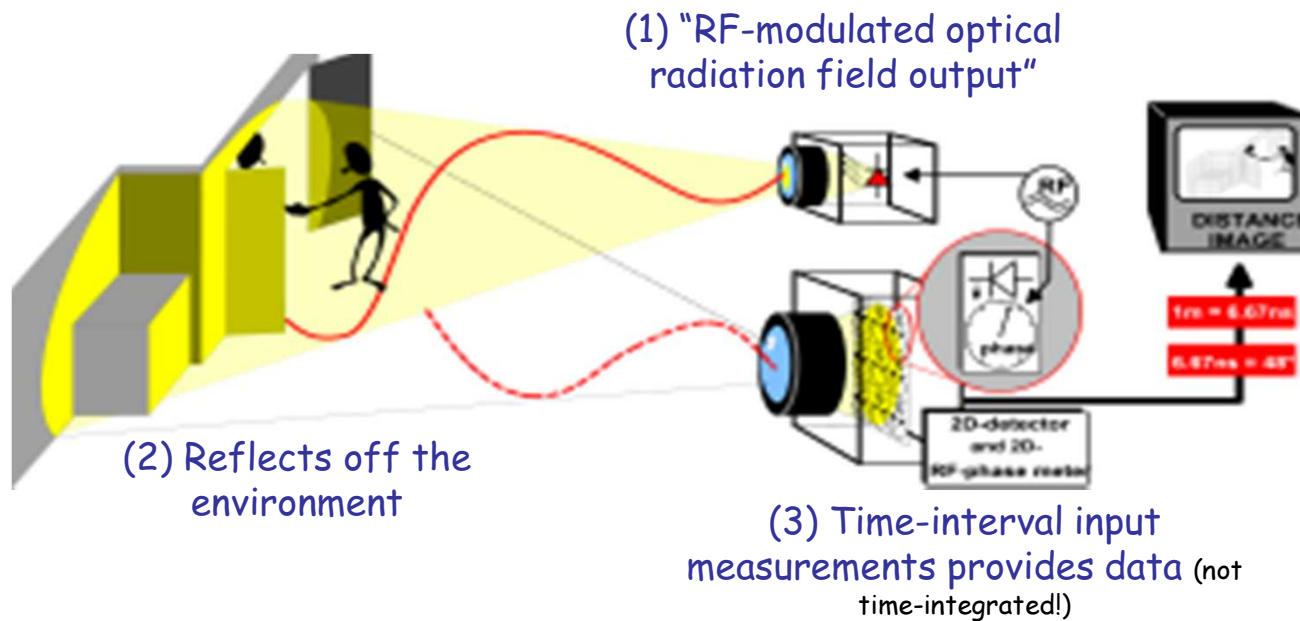 (1) “RF-modulated optical
radiation field output”
RF
DISTANCE
IMAGE
1m = 6.67ns
6.67ns = 48°
phase
2D-detector
and 2D-
RF-phase meter
(2) Reflects off the
environment
(3) Time-interval input
measurements provides data (not
time-integrated!)